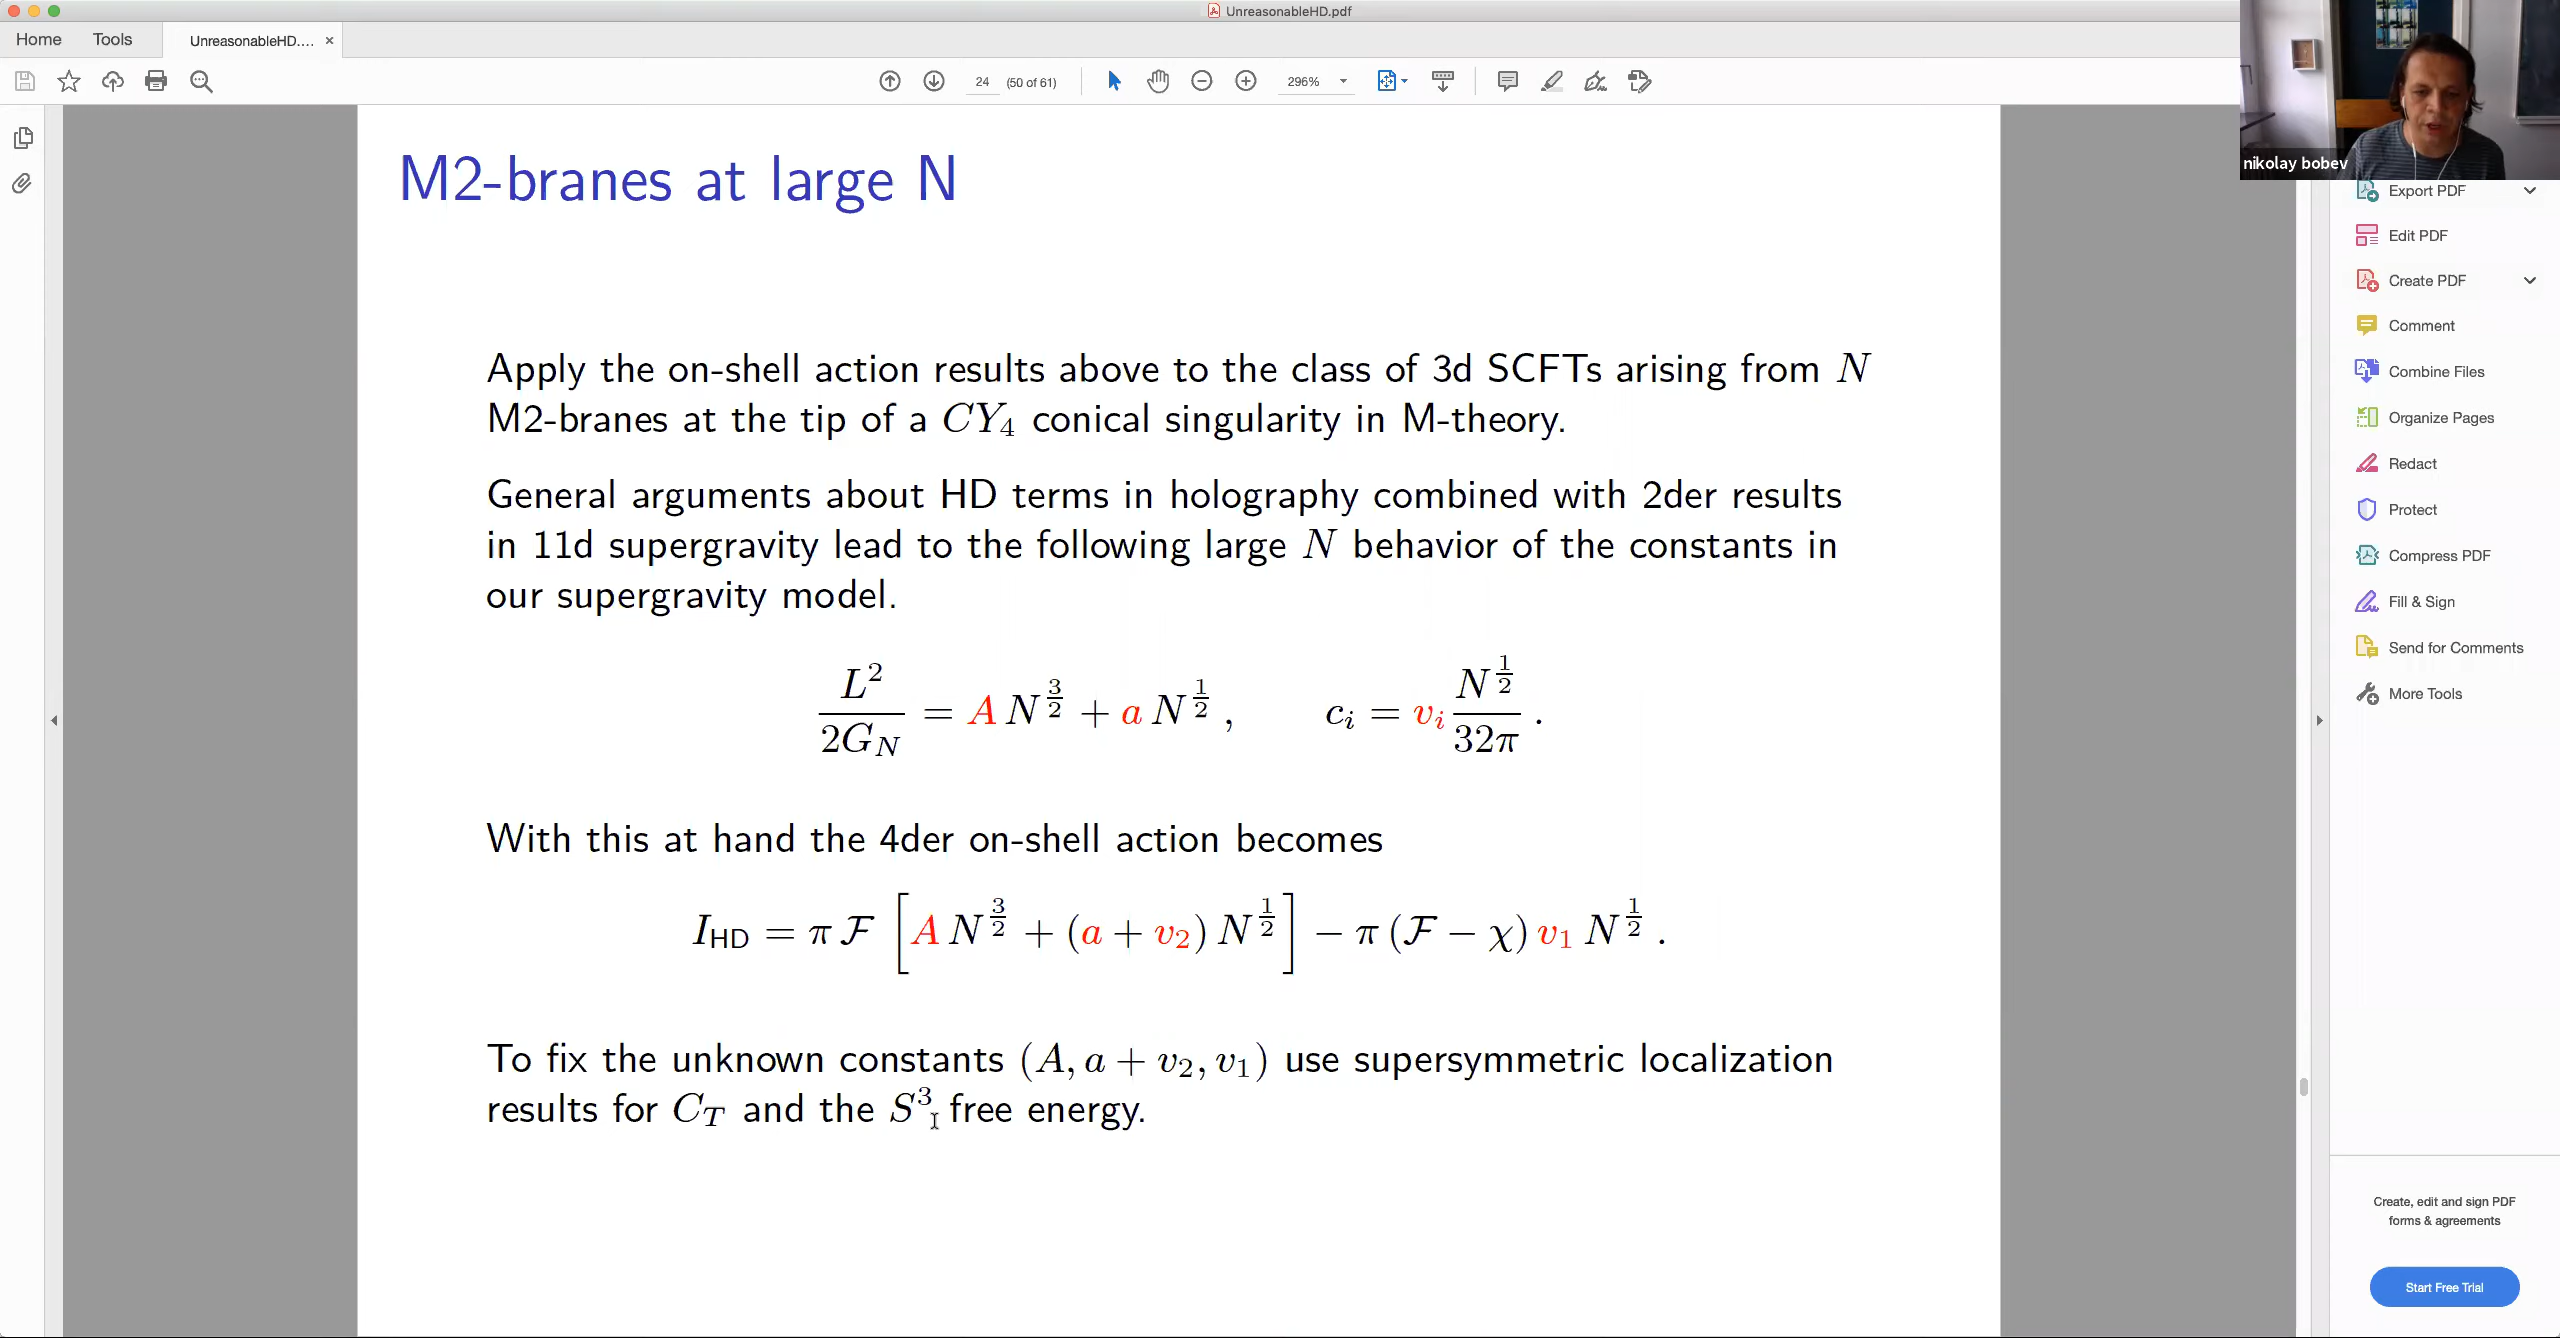 UnreasonableHD.pdf
Home Tools UnreasonableHD.... ×
24 (50 of 61) 296%
nikolay bobev
M2-branes at large N
Apply the on-shell action results above to the class of 3d SCFTs arising from N
M2-branes at the tip of a CY₄ conical singularity in M-theory.
General arguments about HD terms in holography combined with 2der results
in 11d supergravity lead to the following large N behavior of the constants in
our supergravity model.
L²/2G_N = A N^{3/2} + a N^{1/2} , c_i = v_i N^{1/2}/32π .
With this at hand the 4der on-shell action becomes
I_HD = π 𝓕 [A N^{3/2} + (a + v₂) N^{1/2}] − π (𝓕 − χ) v₁ N^{1/2} .
To fix the unknown constants (A, a + v₂, v₁) use supersymmetric localization
results for C_T and the S³ free energy.
Export PDF
Edit PDF
Create PDF
Comment
Combine Files
Organize Pages
Redact
Protect
Compress PDF
Fill & Sign
Send for Comments
More Tools
Create, edit and sign PDF
forms & agreements
Start Free Trial